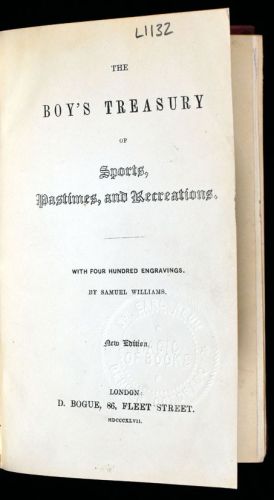 L1132
THE
BOY'S TREASURY
OF
Sports,
Pastimes, and Recreations.
WITH FOUR HUNDRED ENGRAVINGS.
BY SAMUEL WILLIAMS.
New Edition.
LONDON:
D. BOGUE, 86, FLEET STREET.
MDCCCXLVII.